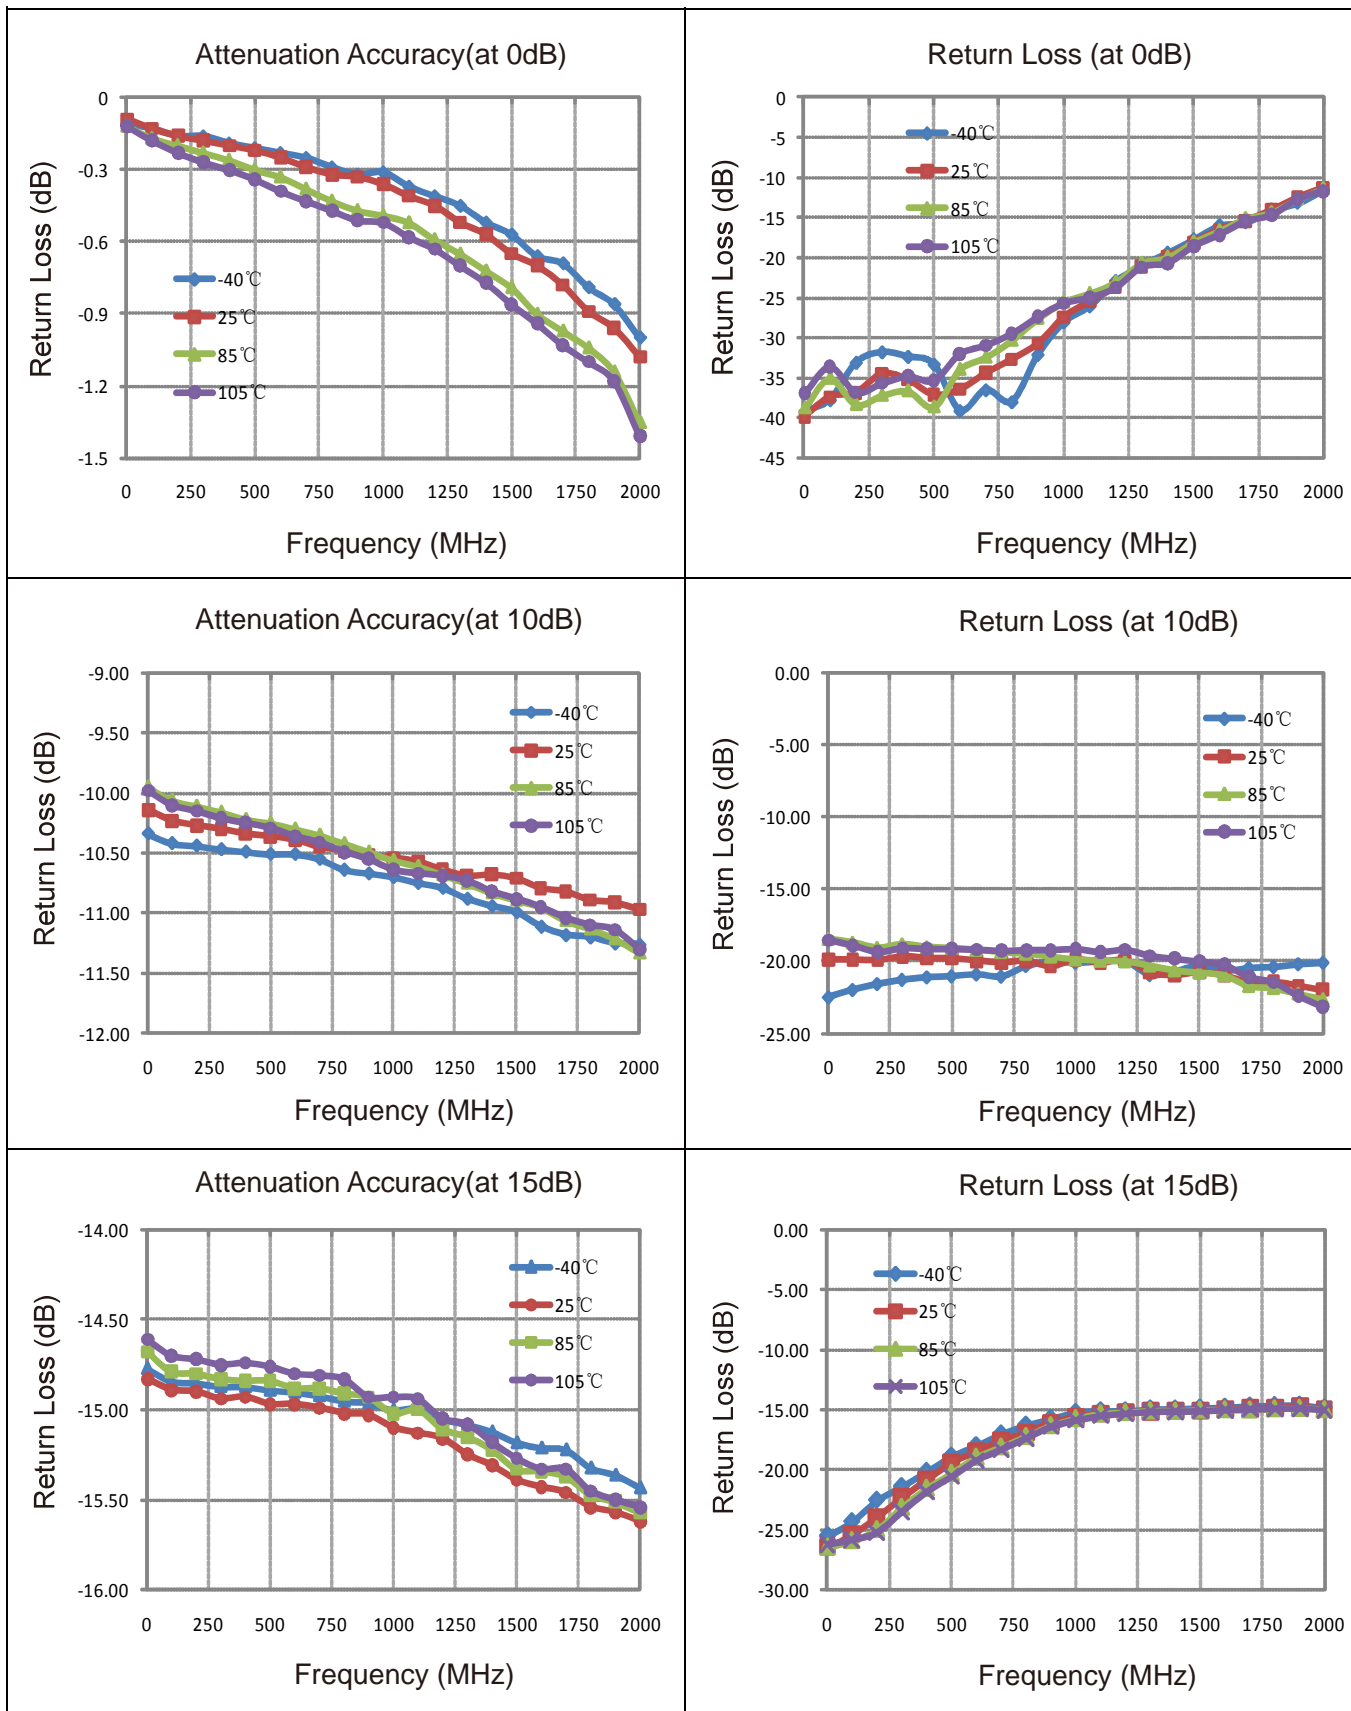 Attenuation Accuracy(at 0dB)
0
-0.3
-0.6
-0.9
-1.2
-1.5
Return Loss (dB)
-40℃
25℃
85℃
105℃
0 250 500 750 1000 1250 1500 1750 2000
Frequency (MHz)
Return Loss (at 0dB)
0
-5
-10
-15
-20
-25
-30
-35
-40
-45
Return Loss (dB)
-40℃
25℃
85℃
105℃
0 250 500 750 1000 1250 1500 1750 2000
Frequency (MHz)
Attenuation Accuracy(at 10dB)
-9.00
-9.50
-10.00
-10.50
-11.00
-11.50
-12.00
Return Loss (dB)
-40℃
25℃
85℃
105℃
0 250 500 750 1000 1250 1500 1750 2000
Frequency (MHz)
Return Loss (at 10dB)
0.00
-5.00
-10.00
-15.00
-20.00
-25.00
Return Loss (dB)
-40℃
25℃
85℃
105℃
0 250 500 750 1000 1250 1500 1750 2000
Frequency (MHz)
Attenuation Accuracy(at 15dB)
-14.00
-14.50
-15.00
-15.50
-16.00
Return Loss (dB)
-40℃
25℃
85℃
105℃
0 250 500 750 1000 1250 1500 1750 2000
Frequency (MHz)
Return Loss (at 15dB)
0.00
-5.00
-10.00
-15.00
-20.00
-25.00
-30.00
Return Loss (dB)
-40℃
25℃
85℃
105℃
0 250 500 750 1000 1250 1500 1750 2000
Frequency (MHz)